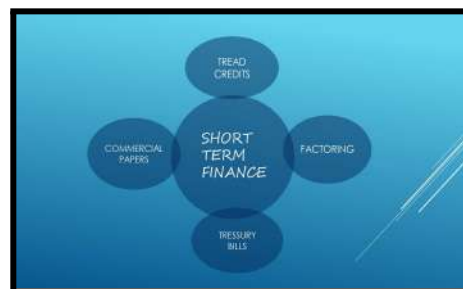 TREAD
CREDITS
COMMERCIAL
PAPERS
SHORT
TERM
FINANCE
FACTORING
TRESSURY
BILLS